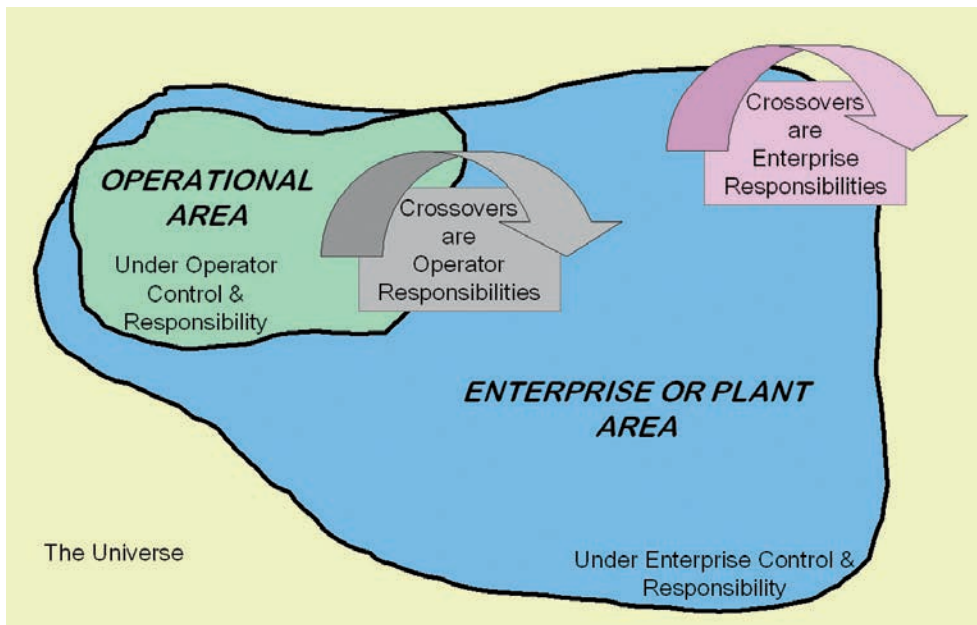 OPERATIONAL
AREA
Under Operator
Control &
Responsibility
Crossovers
are
Operator
Responsibilities
Crossovers
are
Enterprise
Responsibilities
ENTERPRISE OR PLANT
AREA
The Universe
Under Enterprise Control &
Responsibility